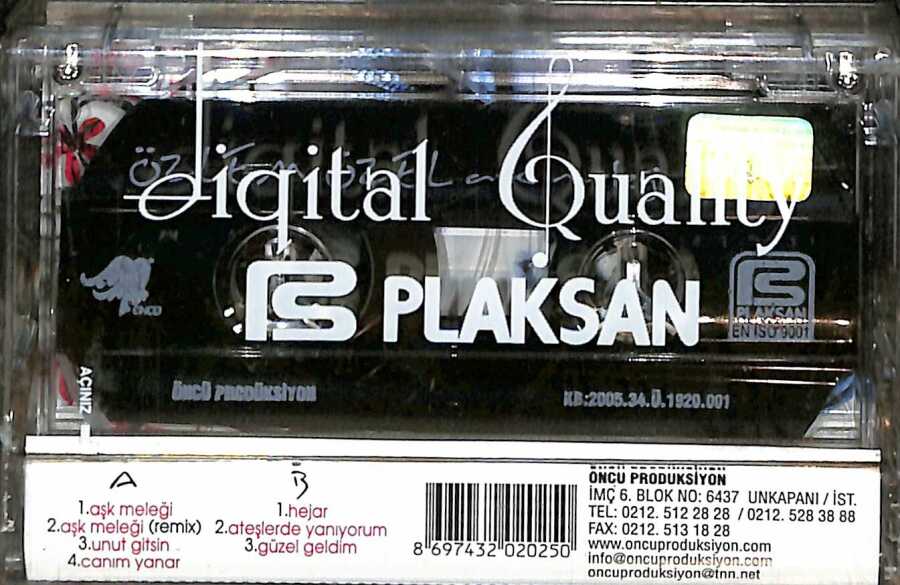 Digital Quality
ÖZLEM ÖZEL
PS PLAKSAN
ÖNCÜ
PLAKSAN
EN ISO 9001
AÇINIZ
ÖNCÜ PRODÜKSİYON
KB:2005.34.Ü.1920.001
A
1.aşk meleği
2.aşk meleği (remix)
3.unut gitsin
4.canım yanar
B
1.hejar
2.ateşlerde yanıyorum
3.güzel geldim
8 697432 020250
ÖNCÜ PRODUKSİYON
İMÇ 6. BLOK NO: 6437 UNKAPANI / İST.
TEL: 0212. 512 28 28 / 0212. 528 38 88
FAX: 0212. 513 18 28
www.oncuproduksiyon.com
info@oncuproduksiyon.com
oncuproduksiyon@tnn.net